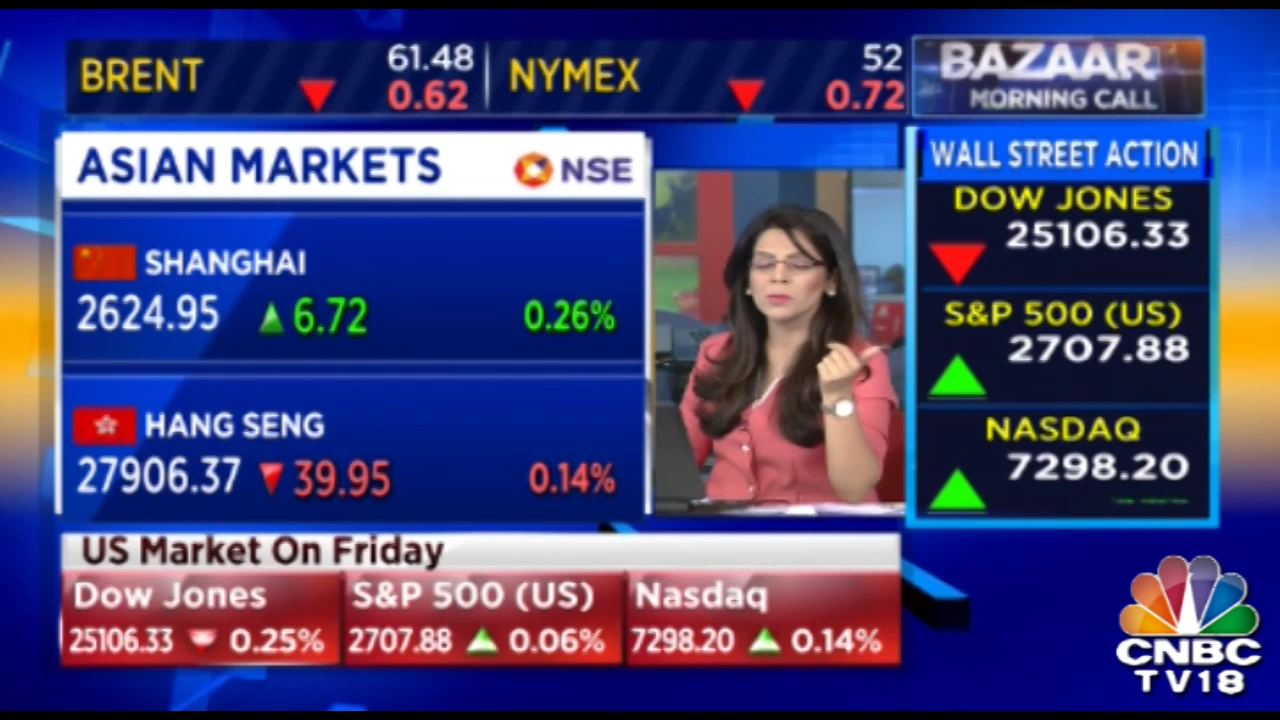 BRENT 61.48 0.62 NYMEX 52 0.72
BAZAAR
MORNING CALL
ASIAN MARKETS NSE
SHANGHAI
2624.95 6.72 0.26%
HANG SENG
27906.37 39.95 0.14%
WALL STREET ACTION
DOW JONES
25106.33
S&P 500 (US)
2707.88
NASDAQ
7298.20
US Market On Friday
Dow Jones S&P 500 (US) Nasdaq
25106.33 0.25% 2707.88 0.06% 7298.20 0.14%
CNBC
TV18